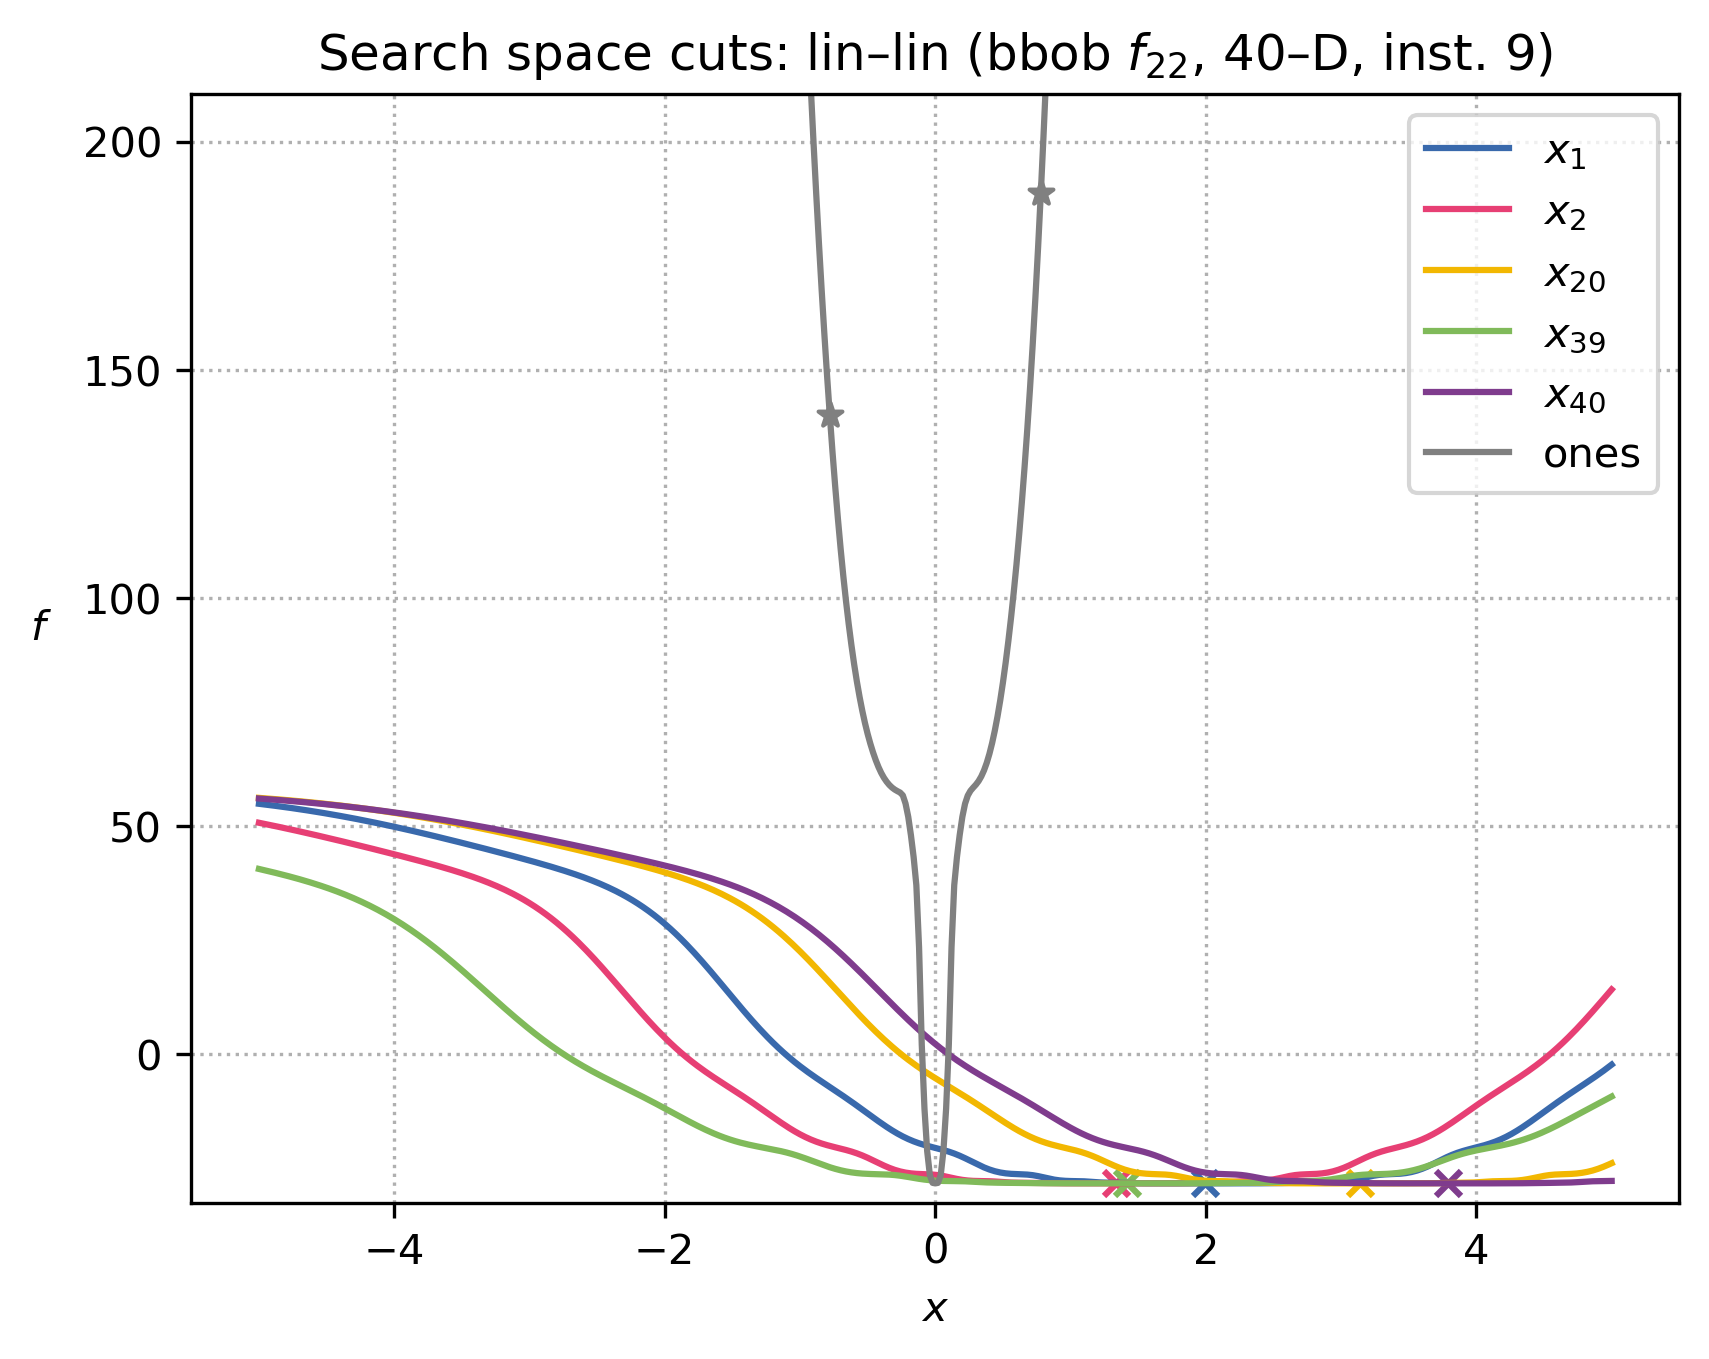 Search space cuts: lin–lin (bbob f₂₂, 40–D, inst. 9)
200
150
100
50
0
f
−4
−2
0
2
4
x
x₁
x₂
x₂₀
x₃₉
x₄₀
ones